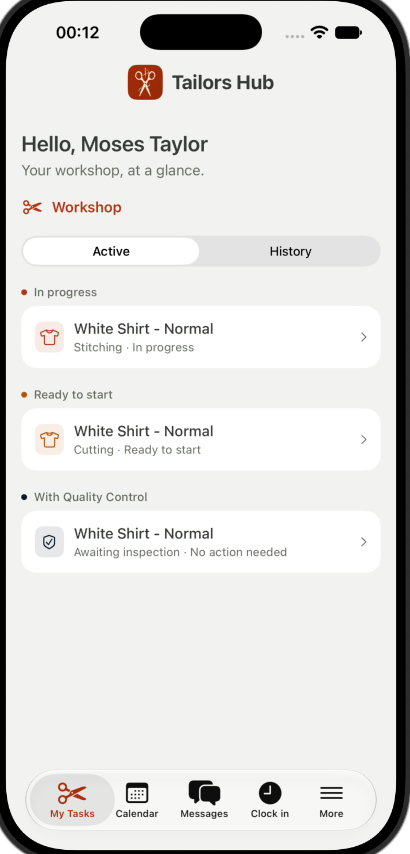 00:12
Tailors Hub
Hello, Moses Taylor
Your workshop, at a glance.
Workshop
Active
History
In progress
White Shirt - Normal
Stitching · In progress
Ready to start
White Shirt - Normal
Cutting · Ready to start
With Quality Control
White Shirt - Normal
Awaiting inspection · No action needed
My Tasks
Calendar
Messages
Clock in
More